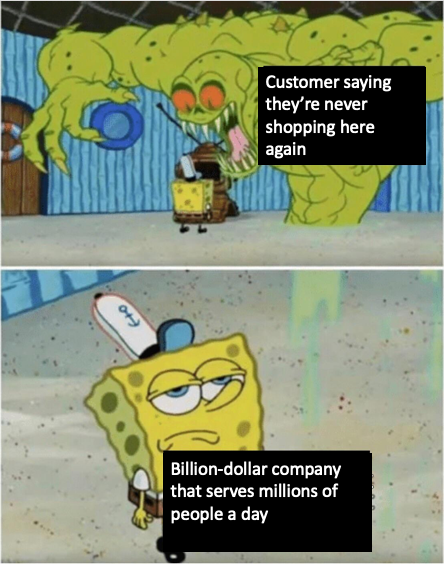 Customer saying
they’re never
shopping here
again
Billion-dollar company
that serves millions of
people a day